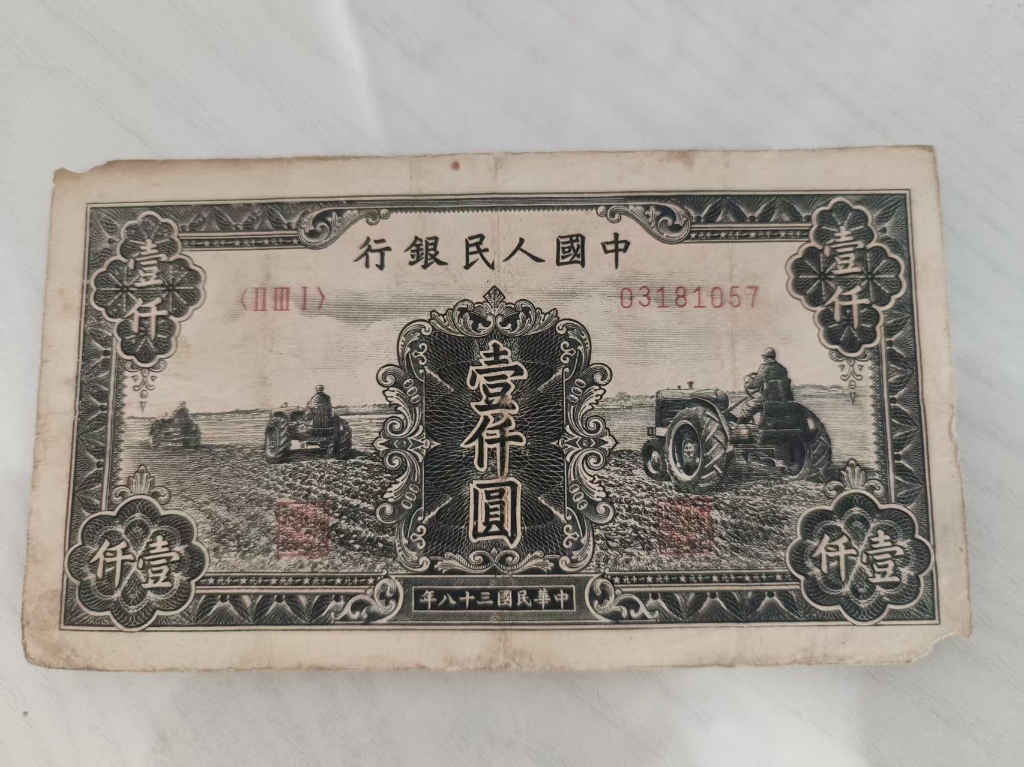 中國人民銀行
壹仟
壹仟
〈II III I〉
03181057
壹仟圓
壹仟
壹仟
中華民國三十八年